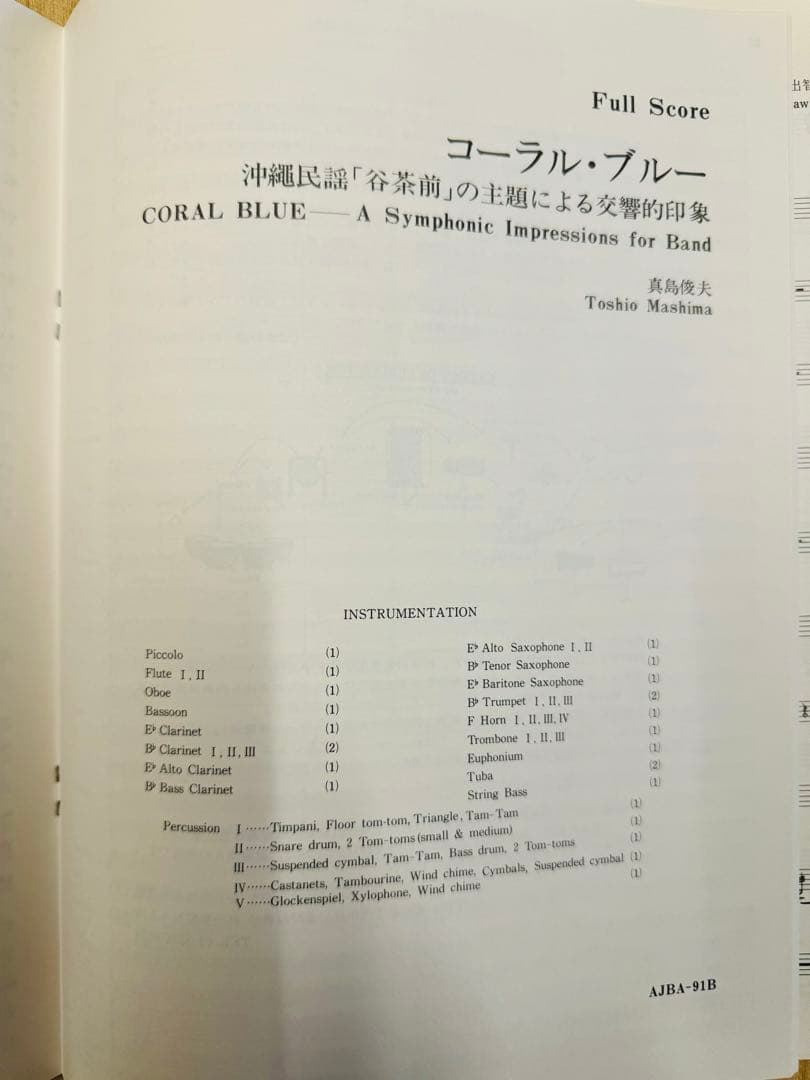 Full Score
コーラル・ブルー
沖縄民謡「谷茶前」の主題による交響的印象
CORAL BLUE — A Symphonic Impressions for Band
真島俊夫
Toshio Mashima
INSTRUMENTATION
Piccolo (1)
Flute I, II (1)
Oboe (1)
Bassoon (1)
E♭ Clarinet (1)
B♭ Clarinet I, II, III (2)
E♭ Alto Clarinet (1)
B♭ Bass Clarinet (1)
E♭ Alto Saxophone I, II (1)
B♭ Tenor Saxophone (1)
E♭ Baritone Saxophone (1)
B♭ Trumpet I, II, III (2)
F Horn I, II, III, IV (1)
Trombone I, II, III (1)
Euphonium (1)
Tuba (2)
String Bass (1)
Percussion I……Timpani, Floor tom-tom, Triangle, Tam-Tam (1)
II……Snare drum, 2 Tom-toms (small & medium) (1)
III……Suspended cymbal, Tam-Tam, Bass drum, 2 Tom-toms (1)
IV……Castanets, Tambourine, Wind chime, Cymbals, Suspended cymbal (1)
V……Glockenspiel, Xylophone, Wind chime (1)
AJBA-91B
出智
aw